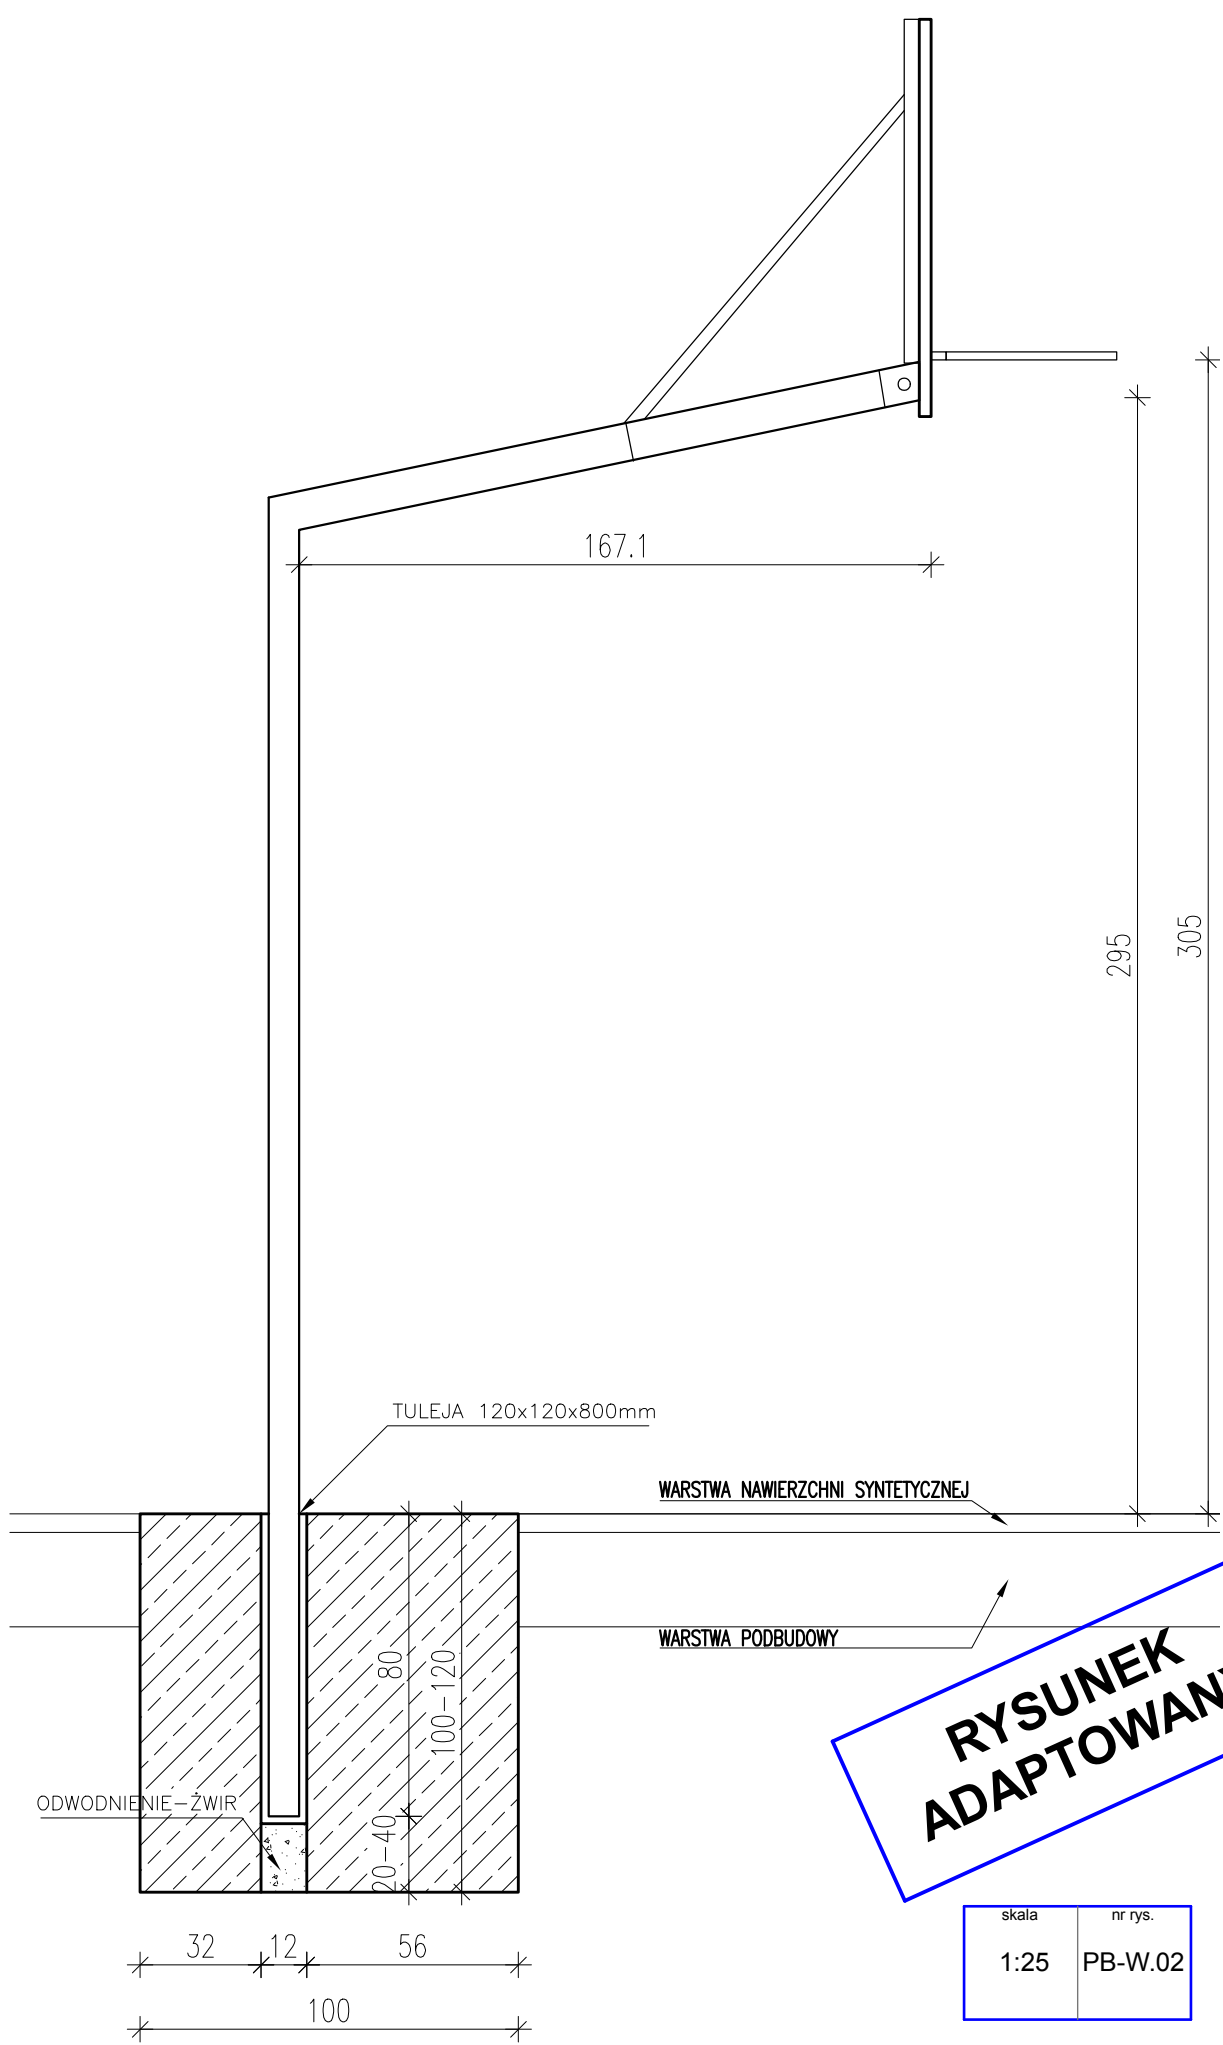 167.1
295
305
TULEJA 120x120x800mm
WARSTWA NAWIERZCHNI SYNTETYCZNEJ
WARSTWA PODBUDOWY
80
100-120
20-40
ODWODNIENIE-ŻWIR
RYSUNEK
ADAPTOWANY
skala
nr rys.
1:25
PB-W.02
32
12
56
100